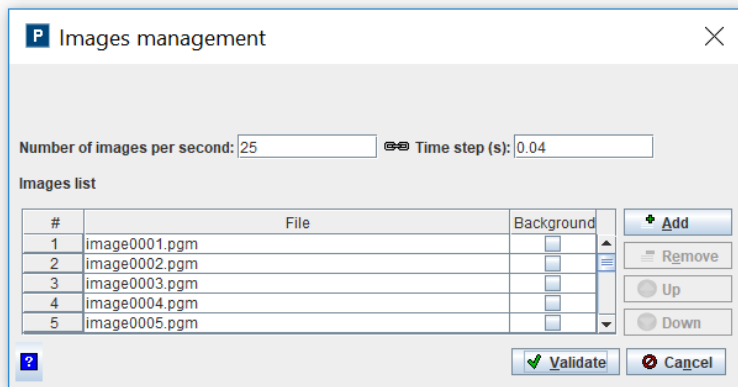 P Images management
Number of images per second: 25 Time step (s): 0.04
Images list
# File Background
1 image0001.pgm
2 image0002.pgm
3 image0003.pgm
4 image0004.pgm
5 image0005.pgm
Add
Remove
Up
Down
? Validate Cancel